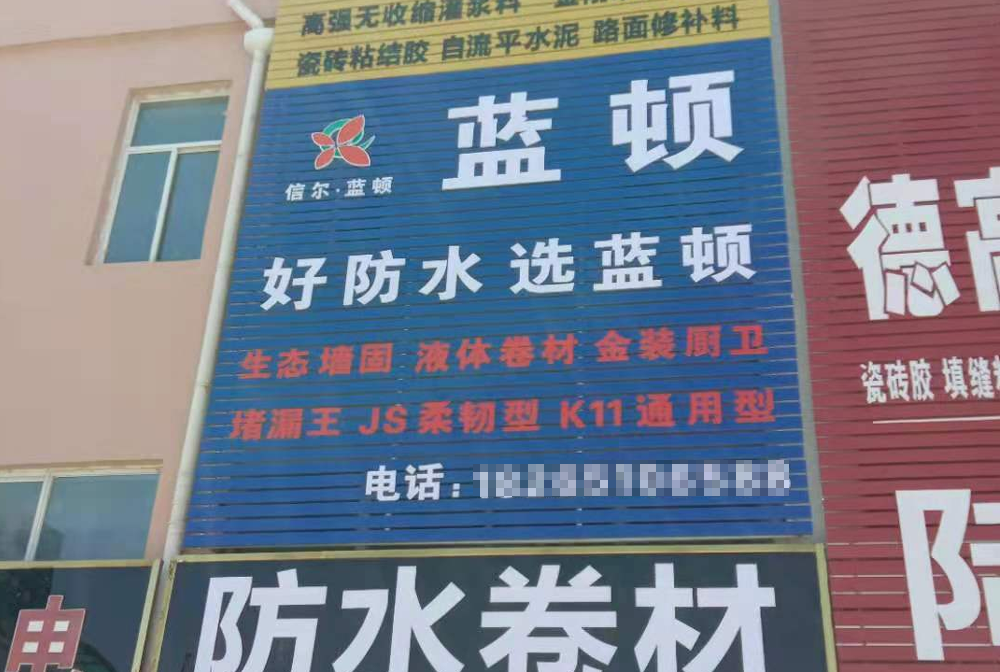 高强无收缩灌浆料
瓷砖粘结胶 自流平水泥 路面修补料
蓝顿
信尔·蓝顿
好防水选蓝顿
生态墙固 液体卷材 金装厨卫
堵漏王 JS柔韧型 K11通用型
电话:
防水卷材
德高
瓷砖胶 填缝
防
电